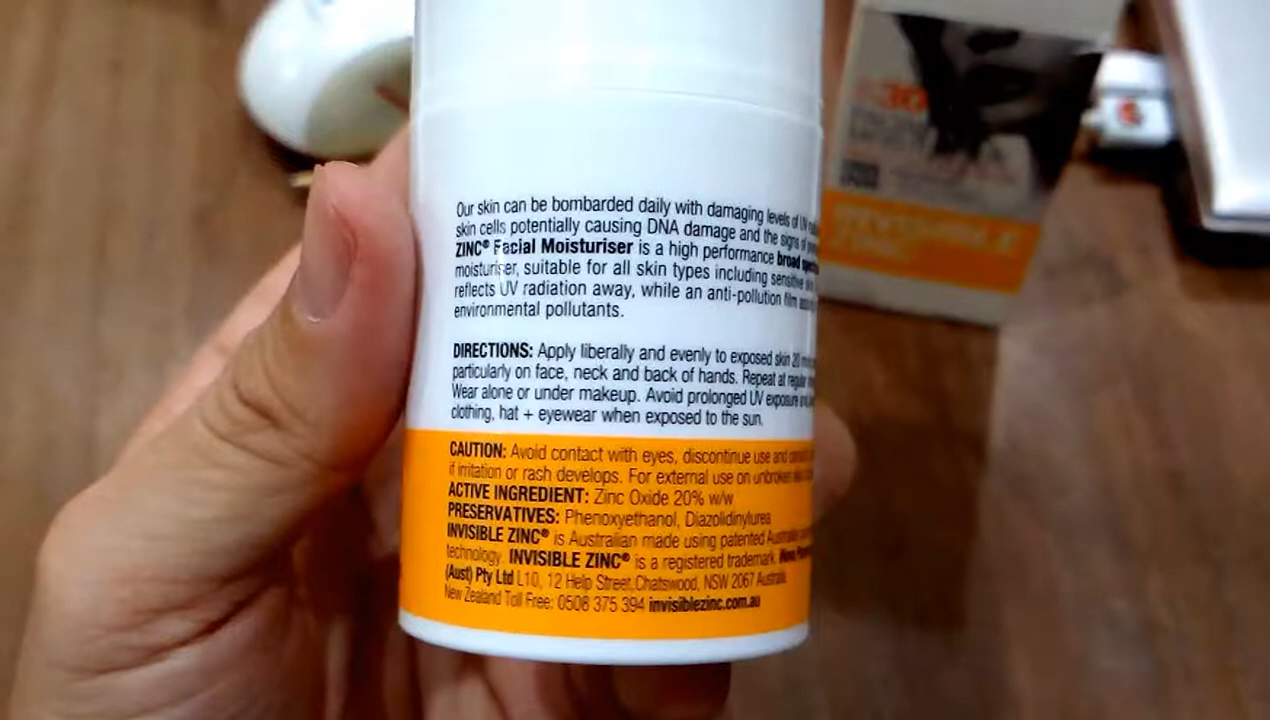 Our skin can be bombarded daily with damaging levels of UV
skin cells potentially causing DNA damage and the signs of
ZINC® Facial Moisturiser is a high performance broad
moisturiser, suitable for all skin types including sensitive
reflects UV radiation away, while an anti-pollution film
environmental pollutants.
DIRECTIONS: Apply liberally and evenly to exposed skin 20
particularly on face, neck and back of hands. Repeat at regular
Wear alone or under makeup. Avoid prolonged UV exposure and
clothing, hat + eyewear when exposed to the sun.
CAUTION: Avoid contact with eyes, discontinue use and
if irritation or rash develops. For external use on unbroken
ACTIVE INGREDIENT: Zinc Oxide 20% w/w
PRESERVATIVES: Phenoxyethanol, Diazolidinylurea
INVISIBLE ZINC® is Australian made using patented
technology. INVISIBLE ZINC® is a registered trademark.
(Aust) Pty Ltd L10, 12 Help Street,Chatswood, NSW 2067 Australia
New Zealand Toll Free: 0508 375 394 invisiblezinc.com.au
30
INVISIBLE
ZINC